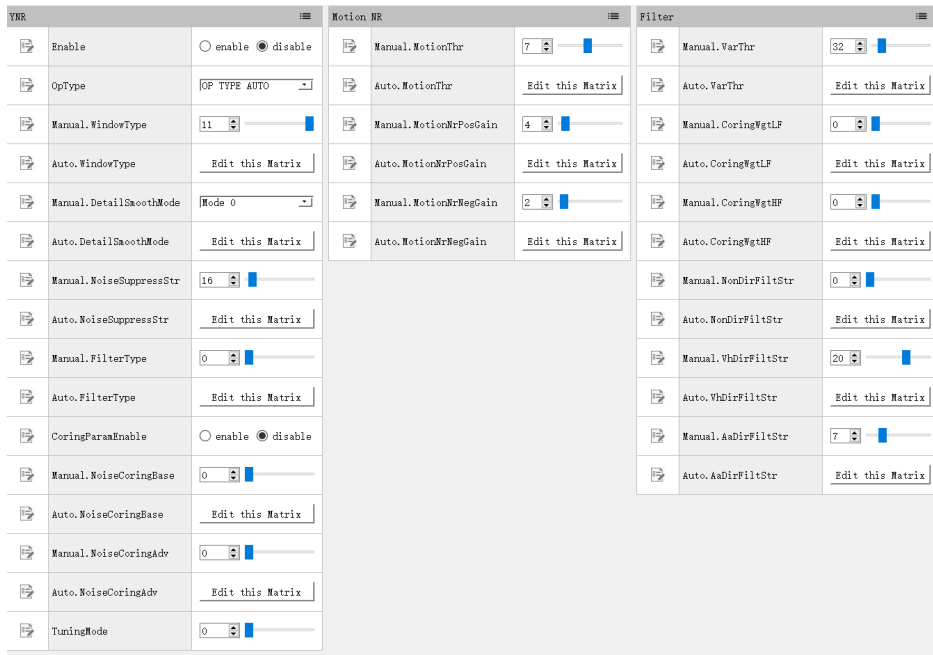 YNR
Enable enable disable
OpType OP TYPE AUTO
Manual.WindowType 11
Auto.WindowType Edit this Matrix
Manual.DetailSmoothMode Mode 0
Auto.DetailSmoothMode Edit this Matrix
Manual.NoiseSuppressStr 16
Auto.NoiseSuppressStr Edit this Matrix
Manual.FilterType 0
Auto.FilterType Edit this Matrix
CoringParamEnable enable disable
Manual.NoiseCoringBase 0
Auto.NoiseCoringBase Edit this Matrix
Manual.NoiseCoringAdv 0
Auto.NoiseCoringAdv Edit this Matrix
TuningMode 0
Motion NR
Manual.MotionThr 7
Auto.MotionThr Edit this Matrix
Manual.MotionNrPosGain 4
Auto.MotionNrPosGain Edit this Matrix
Manual.MotionNrNegGain 2
Auto.MotionNrNegGain Edit this Matrix
Filter
Manual.VarThr 32
Auto.VarThr Edit this Matrix
Manual.CoringWgtLF 0
Auto.CoringWgtLF Edit this Matrix
Manual.CoringWgtHF 0
Auto.CoringWgtHF Edit this Matrix
Manual.NonDirFiltStr 0
Auto.NonDirFiltStr Edit this Matrix
Manual.VhDirFiltStr 20
Auto.VhDirFiltStr Edit this Matrix
Manual.AaDirFiltStr 7
Auto.AaDirFiltStr Edit this Matrix